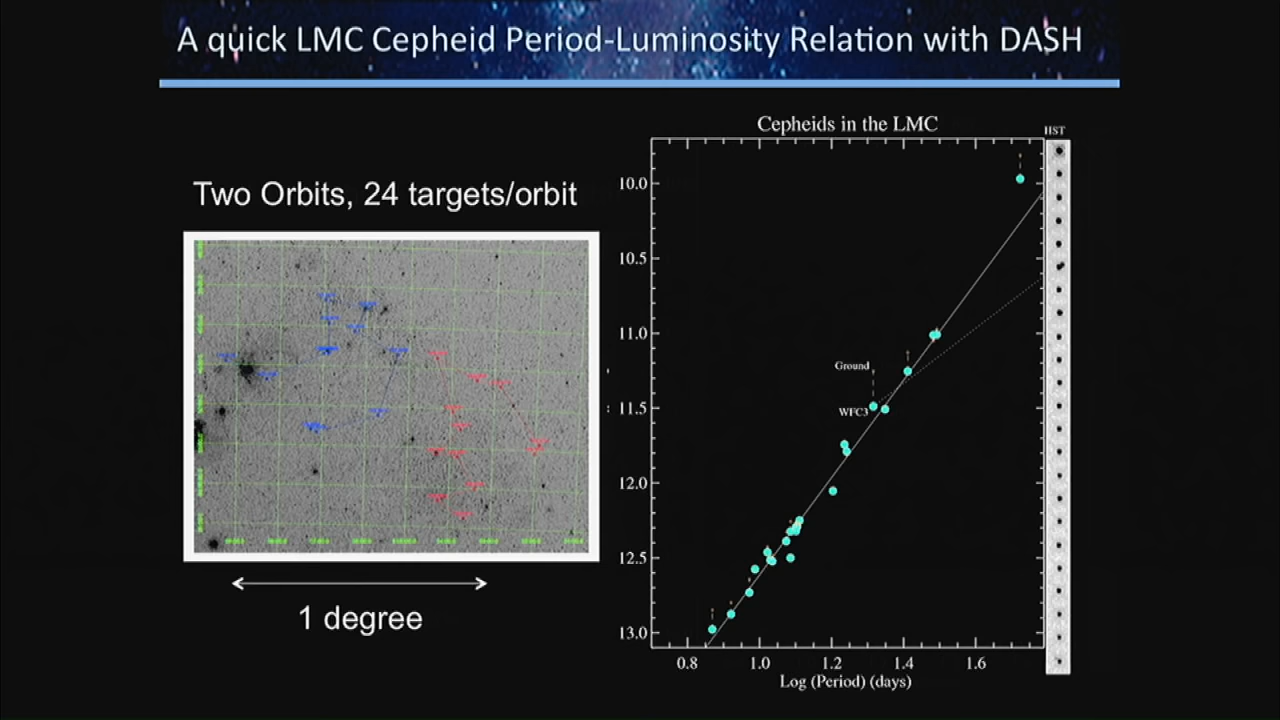 A quick LMC Cepheid Period-Luminosity Relation with DASH
Two Orbits, 24 targets/orbit
1 degree
Cepheids in the LMC
HST
10.0
10.5
11.0
Ground
11.5
WFC3
12.0
12.5
13.0
0.8 1.0 1.2 1.4 1.6
Log (Period) (days)